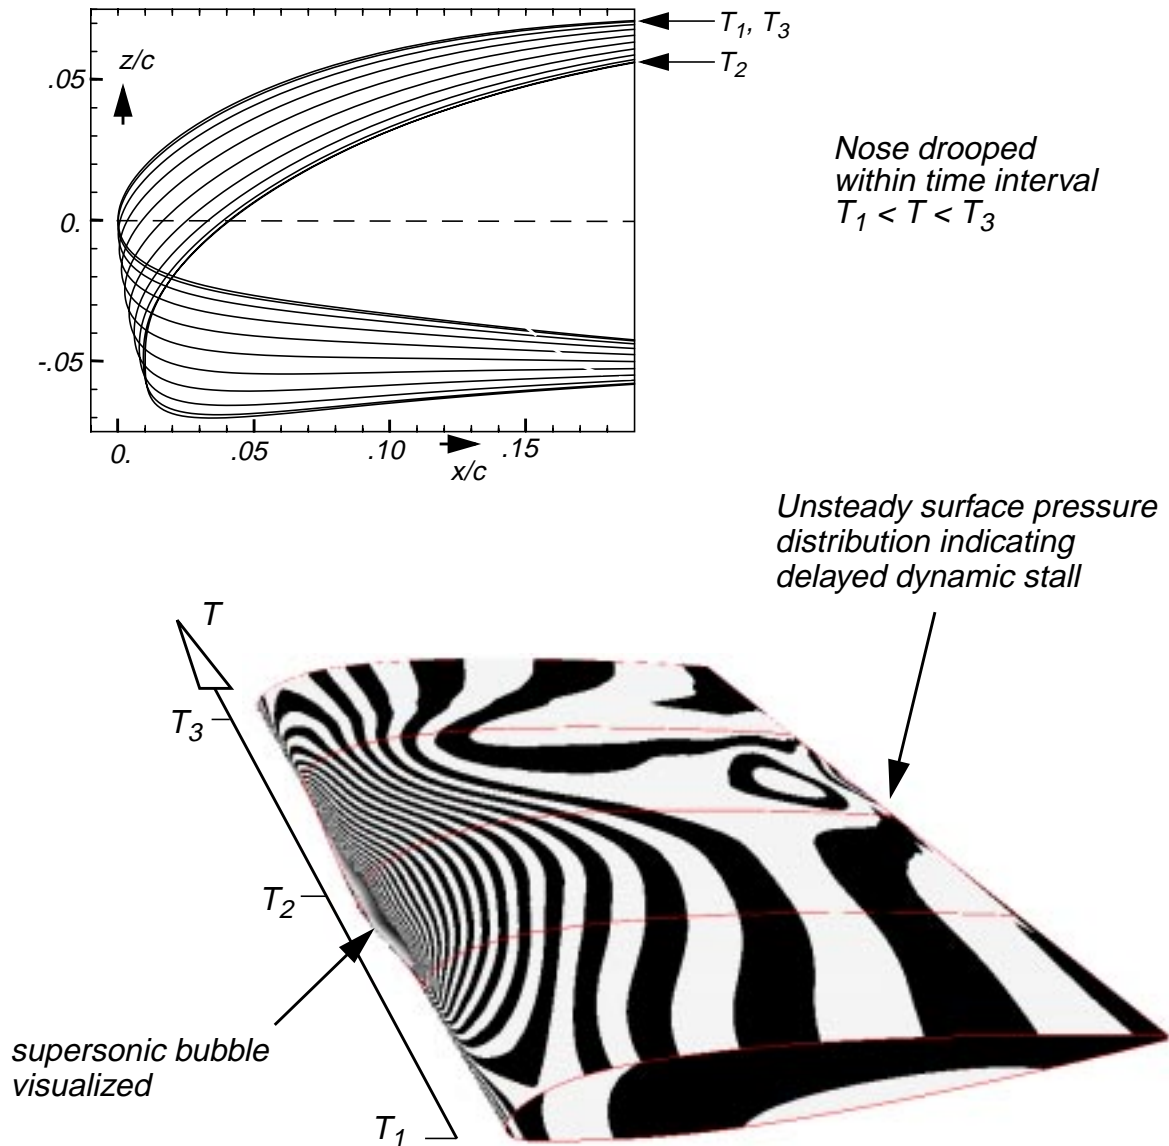 T1, T3
z/c
T2
.05
Nose drooped
within time interval
T1 < T < T3
0.
-.05
0.
.05
.10
.15
x/c
Unsteady surface pressure
distribution indicating
delayed dynamic stall
T
T3
T2
supersonic bubble
visualized
T1